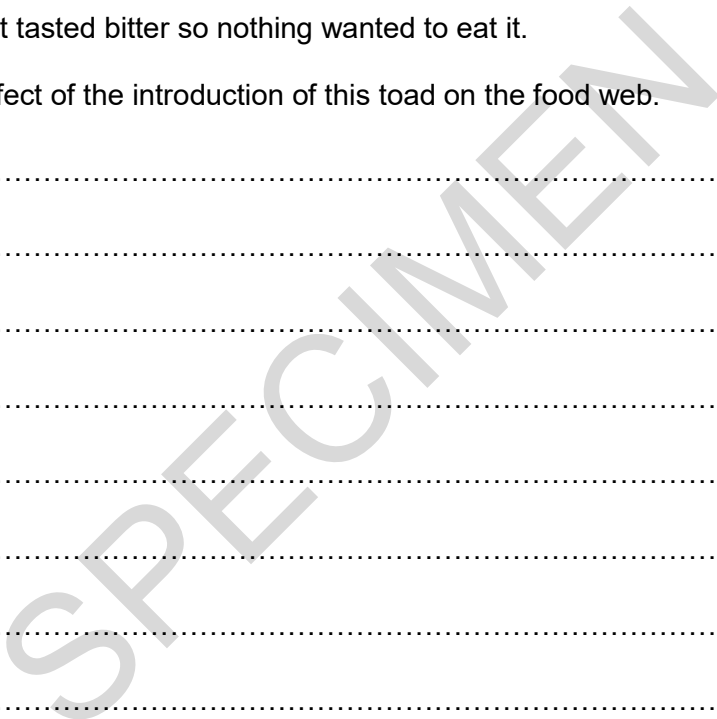 t tasted bitter so nothing wanted to eat it.
fect of the introduction of this toad on the food web.
................................................................................
................................................................................
................................................................................
................................................................................
................................................................................
................................................................................
................................................................................
................................................................................
SPECIMEN